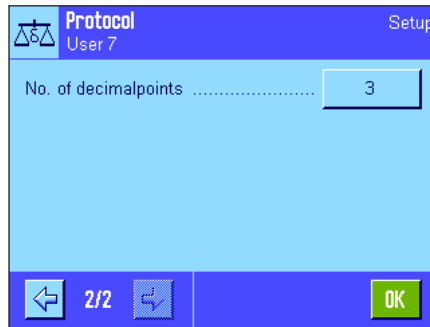 Protocol
Setup
User 7
No. of decimalpoints ....................... 3
2/2
OK